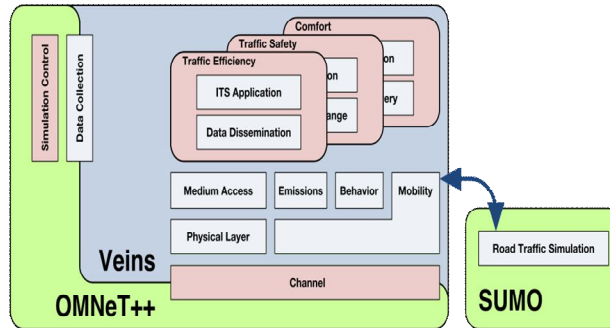 Comfort
Traffic Safety
Traffic Efficiency
ITS Application
Data Dissemination
Simulation Control
Data Collection
Medium Access
Emissions
Behavior
Mobility
Physical Layer
Channel
Veins
OMNeT++
Road Traffic Simulation
SUMO